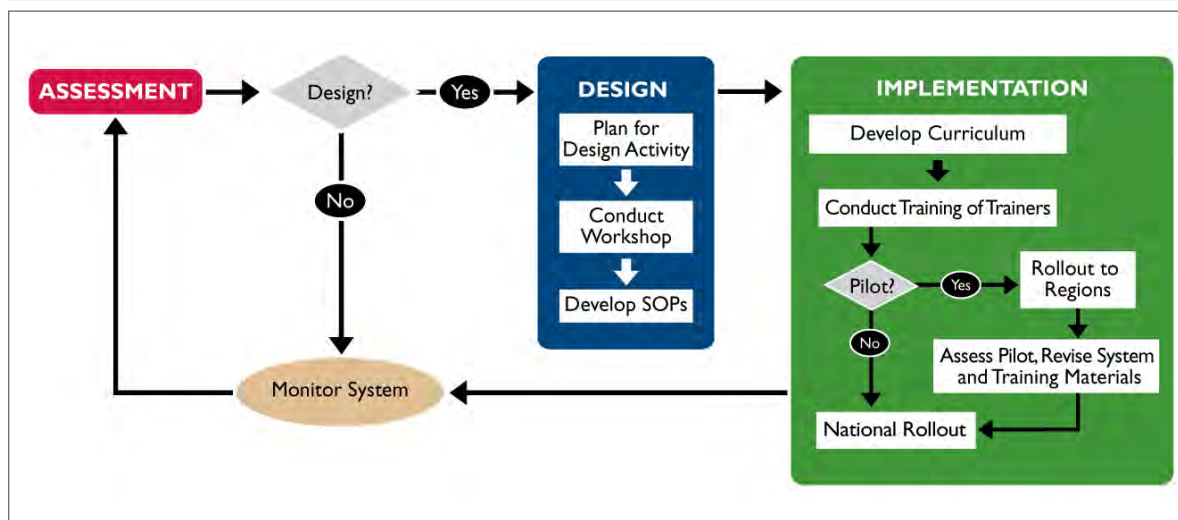 ASSESSMENT
Design?
Yes
No
DESIGN
Plan for
Design Activity
Conduct
Workshop
Develop SOPs
IMPLEMENTATION
Develop Curriculum
Conduct Training of Trainers
Pilot?
Yes
Rollout to
Regions
No
Assess Pilot, Revise System
and Training Materials
National Rollout
Monitor System